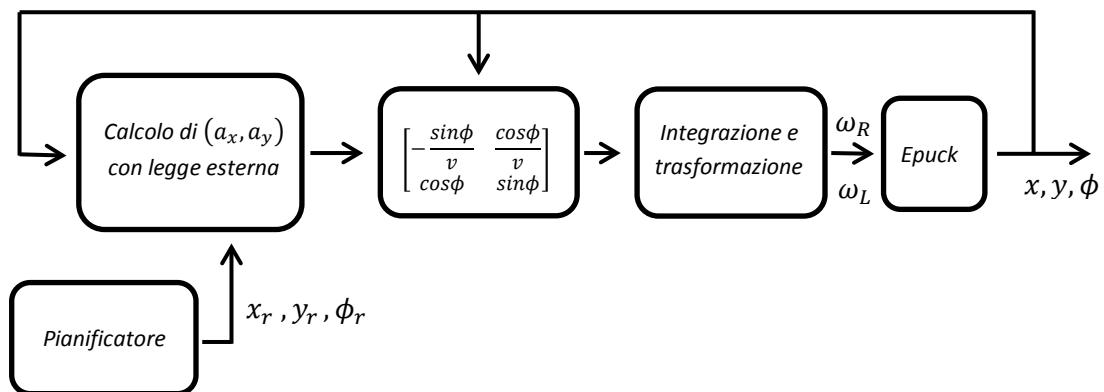 Calcolo di (a_x, a_y)
con legge esterna
[ -sinϕ/v  cosϕ/v ]
[ cosϕ  sinϕ ]
Integrazione e
trasformazione
ω_R
ω_L
Epuck
x, y, ϕ
Pianificatore
x_r , y_r , ϕ_r